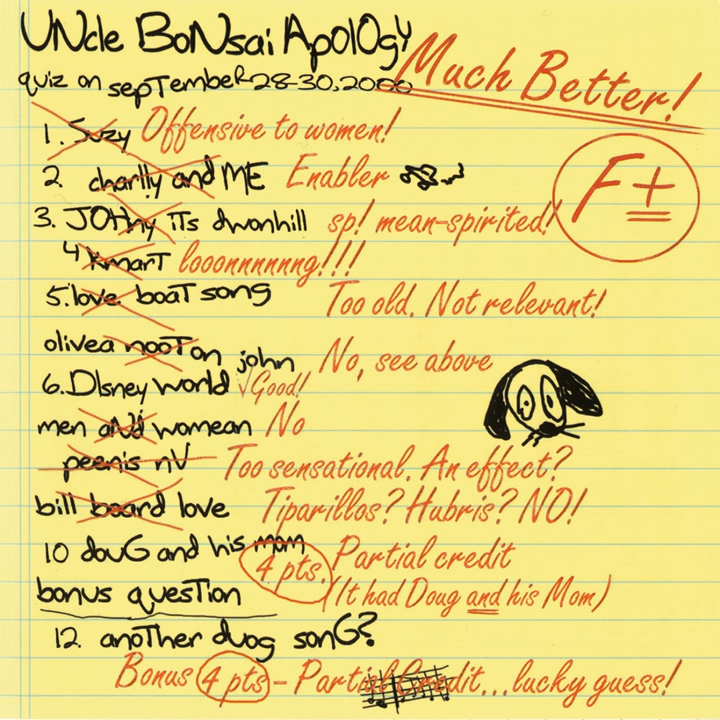 UNcle BoNsai ApolOgy
quiz on sepTembeR 28-30, 2000 Much Better!
1. Suzy Offensive to women!
F+
2 charlly and ME Enabler
3. JOHny iTs dwonhill sp! mean-spirited!
4 kmarT looonnnnnng!!!
5. love boaT song Too old. Not relevant!
olivea nooT on john No, see above
6. DIsney world √Good!
men aNd womean No
peenis nV Too sensational. An effect?
bill board love Tiparillos? Hubris? NO!
10 douG and his mom Partial credit
4 pts.
bonus quesTion (It had Doug and his Mom)
12. anoTher duog sonG?
Bonus 4 pts - Partial Credit...lucky guess!